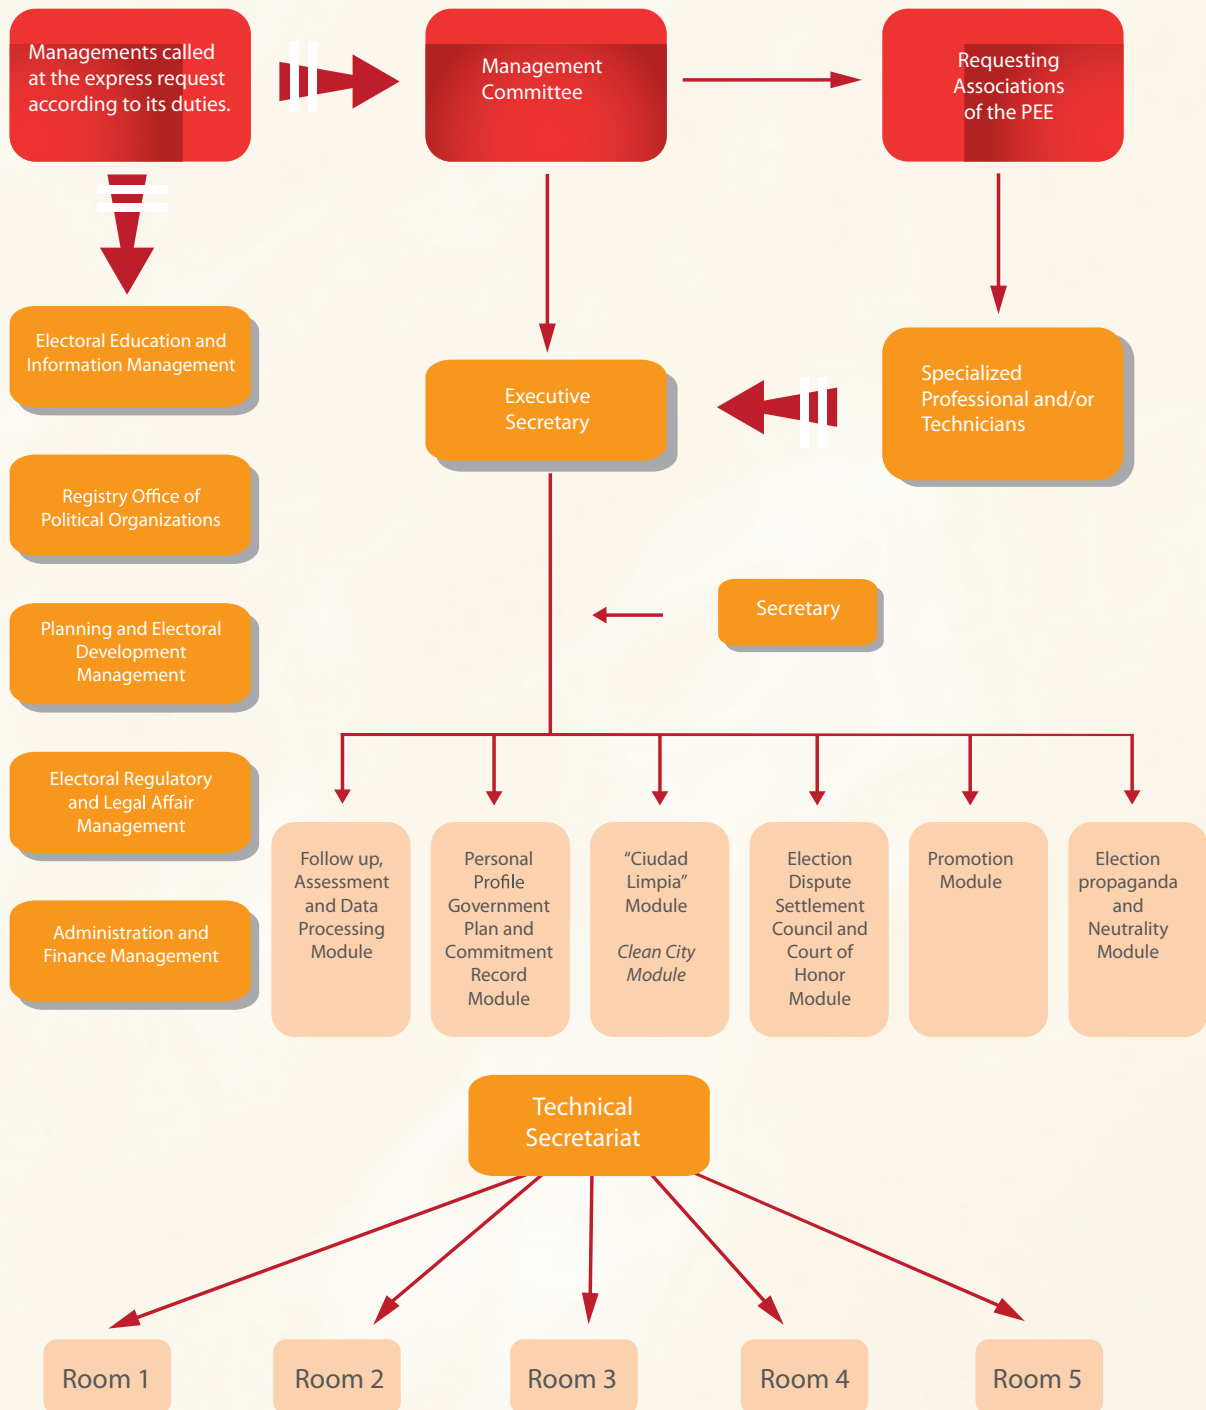 Managements called
at the express request
according to its duties.
Management
Committee
Requesting
Associations
of the PEE
Electoral Education and
Information Management
Executive
Secretary
Specialized
Professional and/or
Technicians
Registry Office of
Political Organizations
Secretary
Planning and Electoral
Development
Management
Electoral Regulatory
and Legal Affair
Management
Administration and
Finance Management
Follow up,
Assessment
and Data
Processing
Module
Personal
Profile
Government
Plan and
Commitment
Record
Module
“Ciudad
Limpia”
Module
Clean City
Module
Election
Dispute
Settlement
Council and
Court of
Honor
Module
Promotion
Module
Election
propaganda
and
Neutrality
Module
Technical
Secretariat
Room 1
Room 2
Room 3
Room 4
Room 5